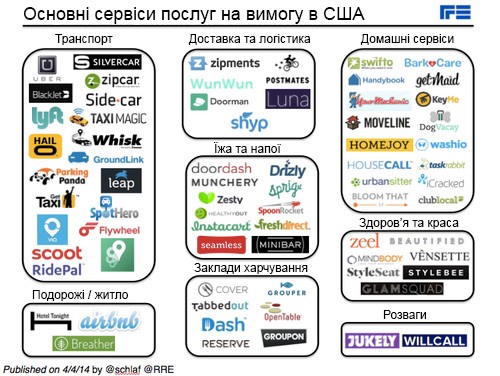 Основні сервіси послуг на вимогу в США
RRE
Транспорт
UBER
SILVERCAR
zipcar
BlackJet
Side·car
lyft
TAXI MAGIC
HAILO
Whisk
GroundLink
Parking Panda
leap
Taxi
SpotHero
via
Flywheel
scoot
RidePal
Подорожі / житло
Hotel Tonight
airbnb
Breather
Доставка та логістика
zipments
WunWun
POSTMATES
Doorman
Luna
shyp
Їжа та напої
doordash
Drizly
MUNCHERY
Sprig
Zesty
SpoonRocket
HEALTHYOUT
Instacart
freshdirect
seamless
MINIBAR
Заклади харчування
COVER
GROUPER
tabbedout
OpenTable
Dash
RESERVE
GROUPON
Домашні сервіси
swifto
Bark Care
Handybook
getMaid
YourMechanic
KeyMe
MOVELINE
DogVacay
HOMEJOY
washio
HOUSECALL
taskrabbit
urbansitter
iCracked
BLOOM THAT
clublocal
Здоров'я та краса
zeel
BEAUTIFIED
MINDBODY
VÊNSETTE
StyleSeat
STYLEBEE
GLAMSQUAD
Розваги
JUKELY
WILLCALL
Published on 4/4/14 by @schlaf @RRE